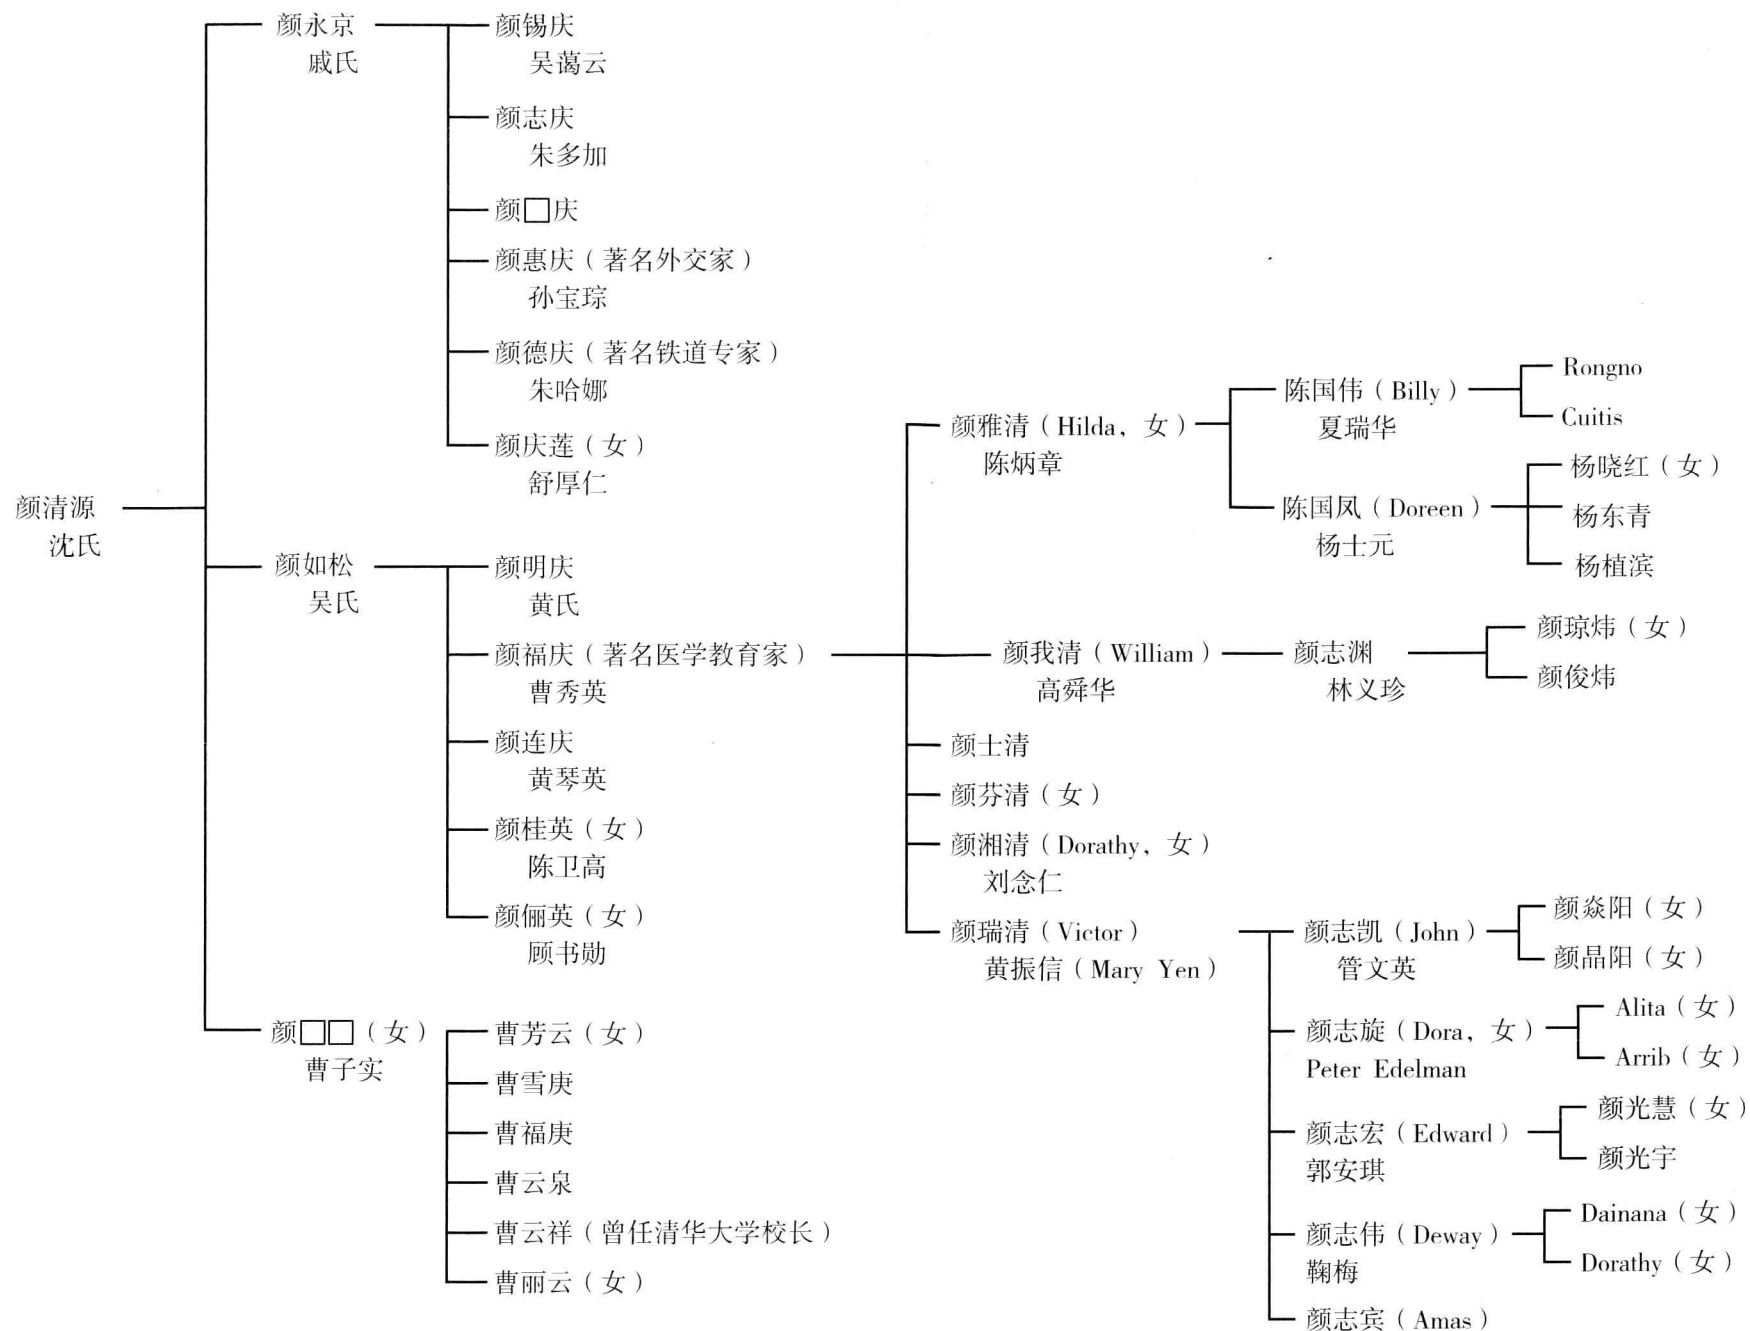 颜清源
沈氏
颜永京
戚氏
颜锡庆
吴蔼云
颜志庆
朱多加
颜□庆
颜惠庆（著名外交家）
孙宝琮
颜德庆（著名铁道专家）
朱哈娜
颜庆莲（女）
舒厚仁
颜如松
吴氏
颜明庆
黄氏
颜福庆（著名医学教育家）
曹秀英
颜连庆
黄琴英
颜桂英（女）
陈卫高
颜俪英（女）
顾书勋
颜□□（女）
曹子实
曹芳云（女）
曹雪庚
曹福庚
曹云泉
曹云祥（曾任清华大学校长）
曹丽云（女）
颜雅清（Hilda，女）
陈炳章
陈国伟（Billy）
夏瑞华
Rongno
Cuitis
陈国凤（Doreen）
杨士元
杨晓红（女）
杨东青
杨植滨
颜我清（William）
高舜华
颜志渊
林义珍
颜琼炜（女）
颜俊炜
颜士清
颜芬清（女）
颜湘清（Dorathy，女）
刘念仁
颜瑞清（Victor）
黄振信（Mary Yen）
颜志凯（John）
管文英
颜焱阳（女）
颜晶阳（女）
颜志旋（Dora，女）
Peter Edelman
Alita（女）
Arrib（女）
颜志宏（Edward）
郭安琪
颜光慧（女）
颜光宇
颜志伟（Deway）
鞠梅
Dainana（女）
Dorathy（女）
颜志宾（Amas）